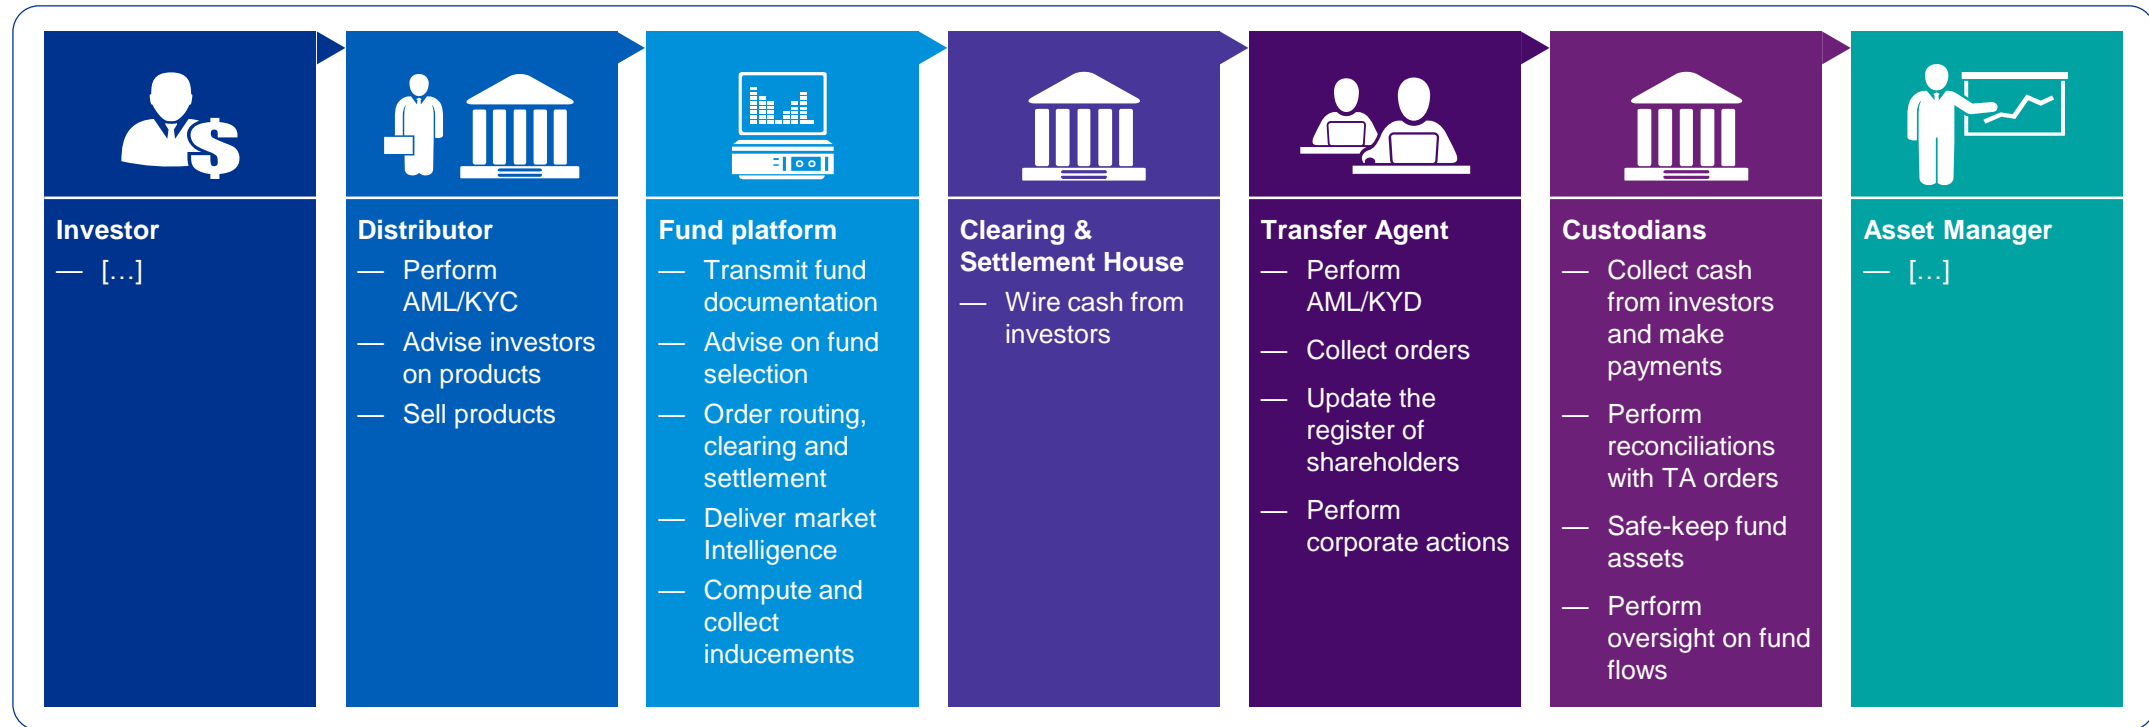 Investor
— […]
Distributor
— Perform
AML/KYC
— Advise investors
on products
— Sell products
Fund platform
— Transmit fund
documentation
— Advise on fund
selection
— Order routing,
clearing and
settlement
— Deliver market
Intelligence
— Compute and
collect
inducements
Clearing &
Settlement House
— Wire cash from
investors
Transfer Agent
— Perform
AML/KYD
— Collect orders
— Update the
register of
shareholders
— Perform
corporate actions
Custodians
— Collect cash
from investors
and make
payments
— Perform
reconciliations
with TA orders
— Safe-keep fund
assets
— Perform
oversight on fund
flows
Asset Manager
— […]